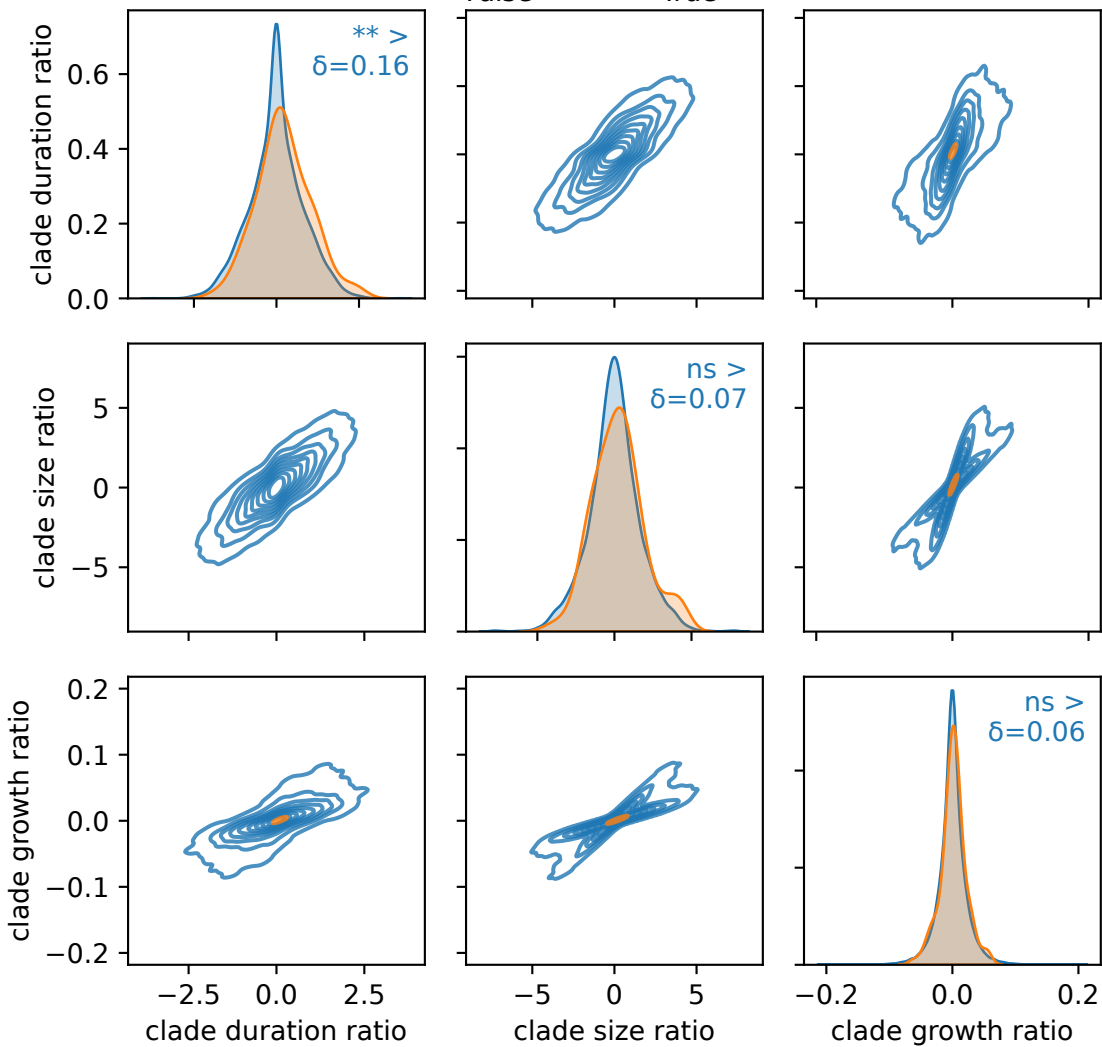 clade duration ratio
0.6
0.4
0.2
0.0
** >
δ=0.16
clade size ratio
5
0
−5
ns >
δ=0.07
clade growth ratio
0.2
0.1
0.0
−0.1
−0.2
ns >
δ=0.06
−2.5 0.0 2.5
−5 0 5
−0.2 0.0 0.2
clade duration ratio
clade size ratio
clade growth ratio